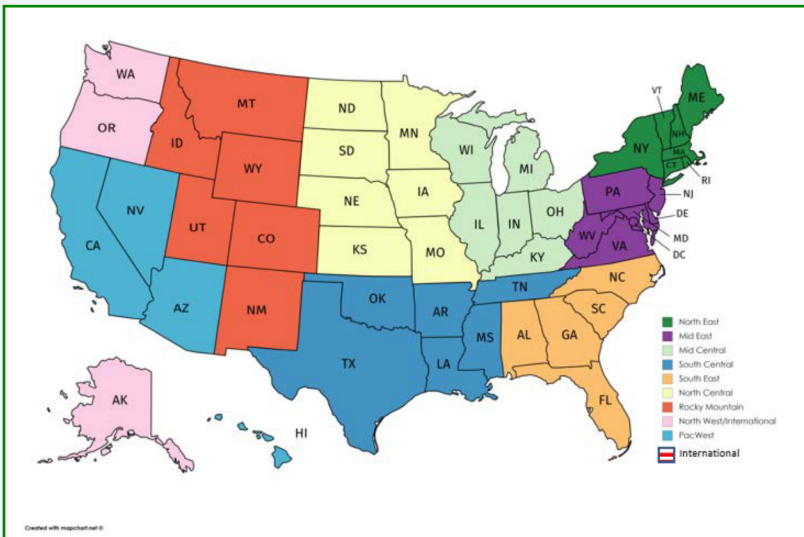 WA
MT
ND
MN
VT
ME
OR
ID
SD
WI
NY
NH
MA
CT
RI
WY
MI
PA
NJ
NE
IA
OH
DE
NV
UT
CO
IL
IN
WV
MD
CA
KS
MO
KY
VA
DC
AZ
NM
OK
AR
TN
NC
SC
TX
LA
MS
AL
GA
FL
AK
HI
North East
Mid East
Mid Central
South Central
South East
North Central
Rocky Mountain
North West/International
PacWest
International
Created with mapchart.net ©